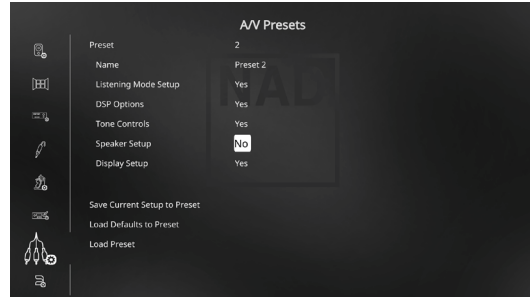 A/V Presets
Preset 2
Name Preset 2
Listening Mode Setup Yes
DSP Options Yes
Tone Controls Yes
Speaker Setup No
Display Setup Yes
Save Current Setup to Preset
Load Defaults to Preset
Load Preset
NAD